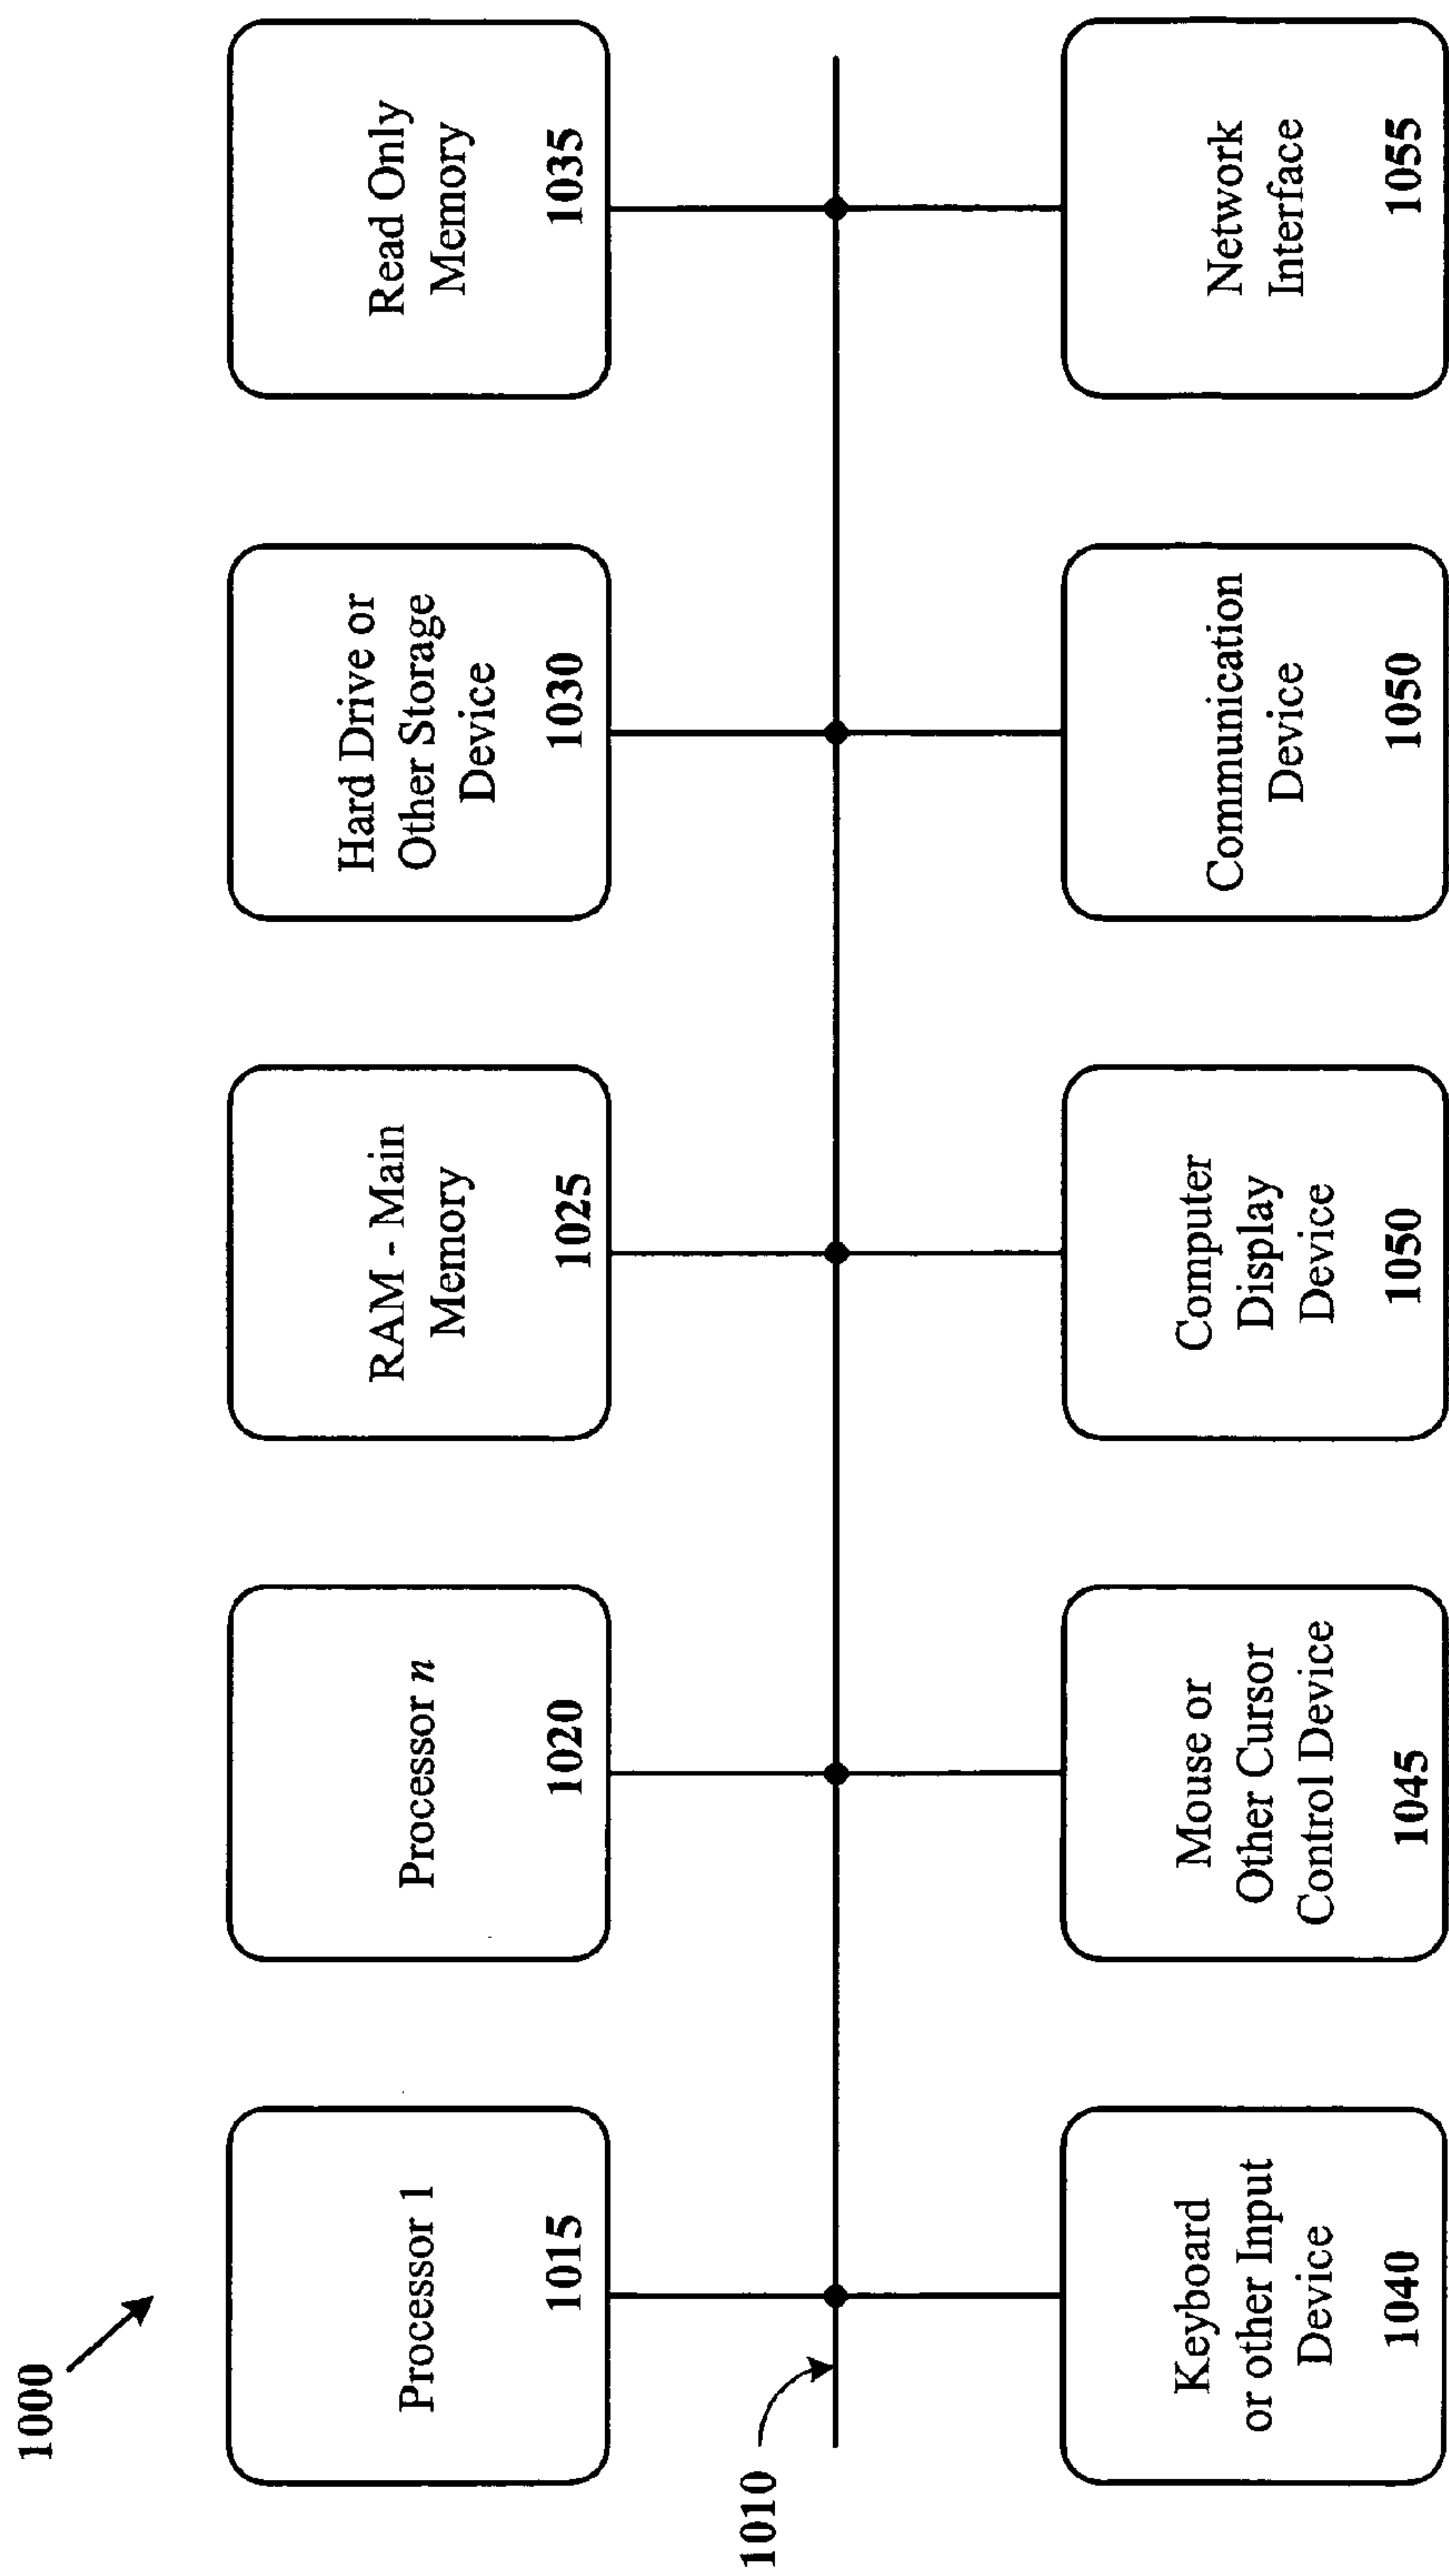 1000
Processor 1
1015
Processor n
1020
RAM - Main
Memory
1025
Hard Drive or
Other Storage
Device
1030
Read Only
Memory
1035
1010
Keyboard
or other Input
Device
1040
Mouse or
Other Cursor
Control Device
1045
Computer
Display
Device
1050
Communication
Device
1050
Network
Interface
1055